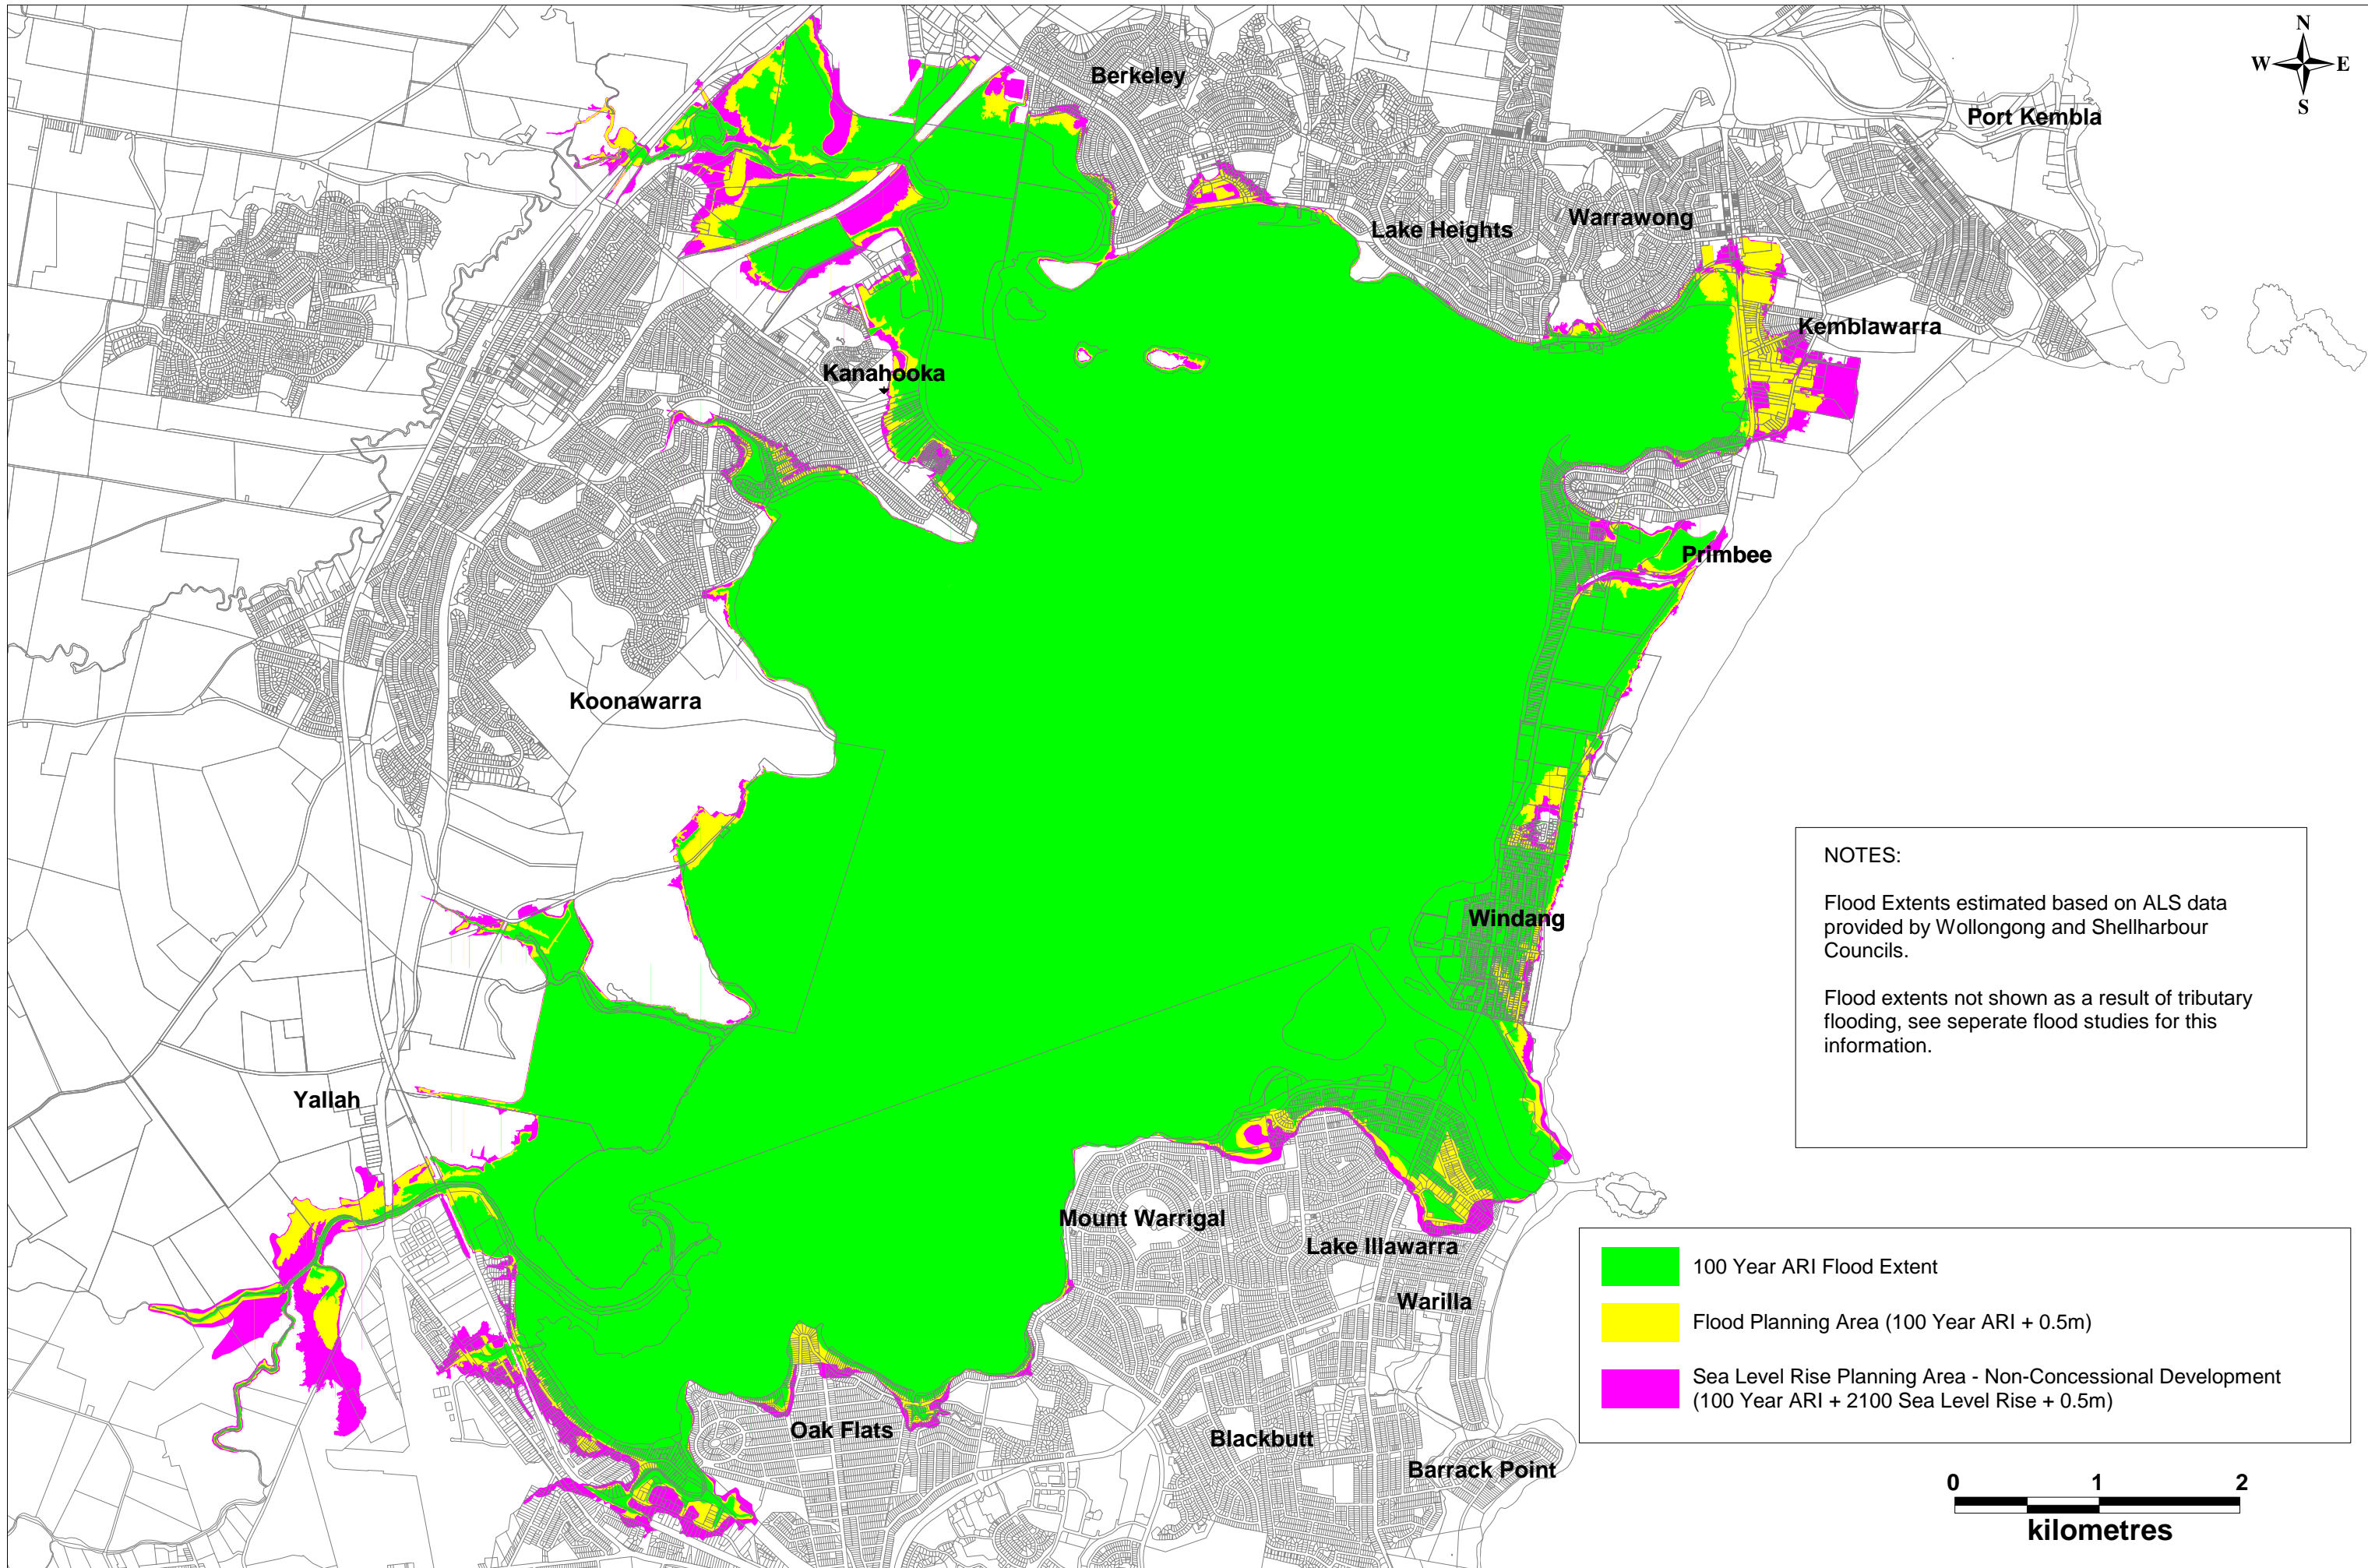 N
W E
S
Berkeley
Port Kembla
Lake Heights
Warrawong
Kemblawarra
Kanahooka
Primbee
Koonawarra
Windang
Yallah
Mount Warrigal
Lake Illawarra
Warilla
Oak Flats
Blackbutt
Barrack Point
NOTES:
Flood Extents estimated based on ALS data
provided by Wollongong and Shellharbour
Councils.
Flood extents not shown as a result of tributary
flooding, see seperate flood studies for this
information.
100 Year ARI Flood Extent
Flood Planning Area (100 Year ARI + 0.5m)
Sea Level Rise Planning Area - Non-Concessional Development
(100 Year ARI + 2100 Sea Level Rise + 0.5m)
0 1 2
kilometres